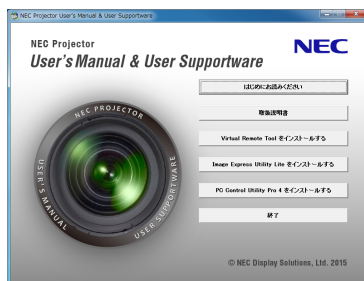 NEC Projector User's Manual & User Supportware
NEC Projector
NEC
User's Manual & User Supportware
はじめにお読みください
取扱説明書
Virtual Remote Tool をインストールする
Image Express Utility Lite をインストールする
PC Control Utility Pro 4 をインストールする
終了
NEC PROJECTOR
USER'S MANUAL
USER SUPPORTWARE
© NEC Display Solutions, Ltd. 2015